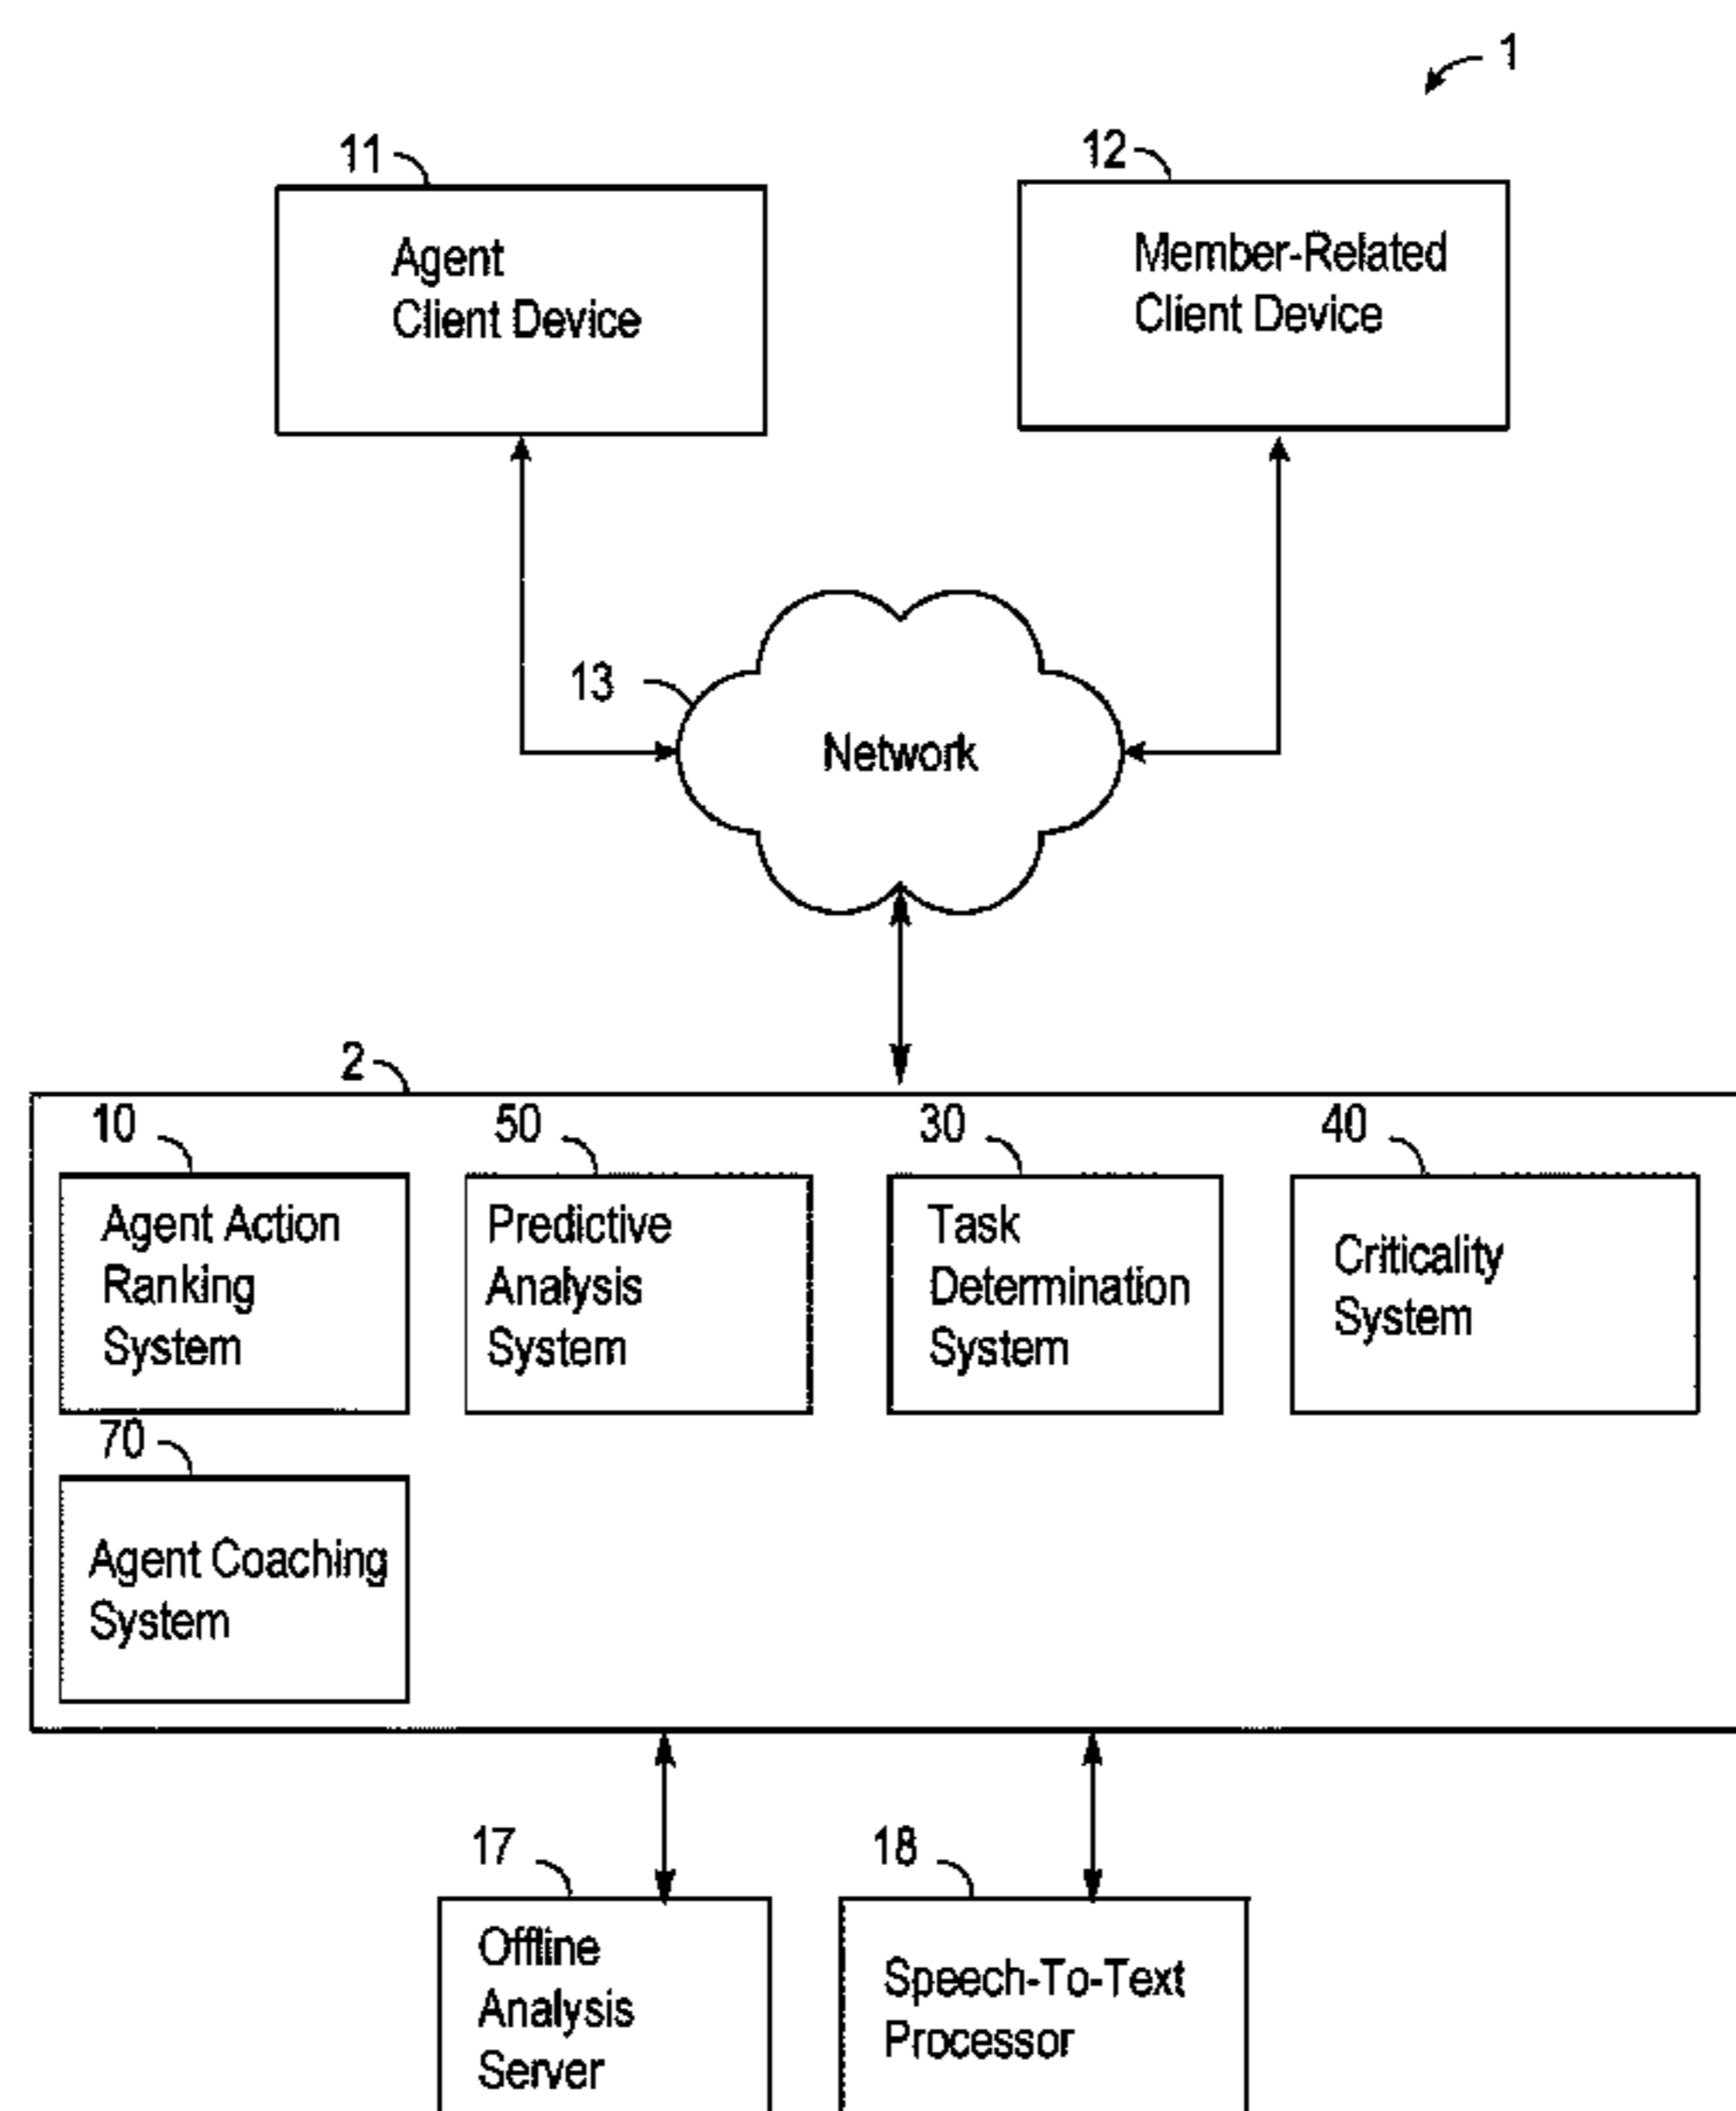 1
11
12
Agent
Client Device
Member-Related
Client Device
13
Network
2
10
50
30
40
Agent Action
Ranking
System
Predictive
Analysis
System
Task
Determination
System
Criticality
System
70
Agent Coaching
System
17
18
Offline
Analysis
Server
Speech-To-Text
Processor